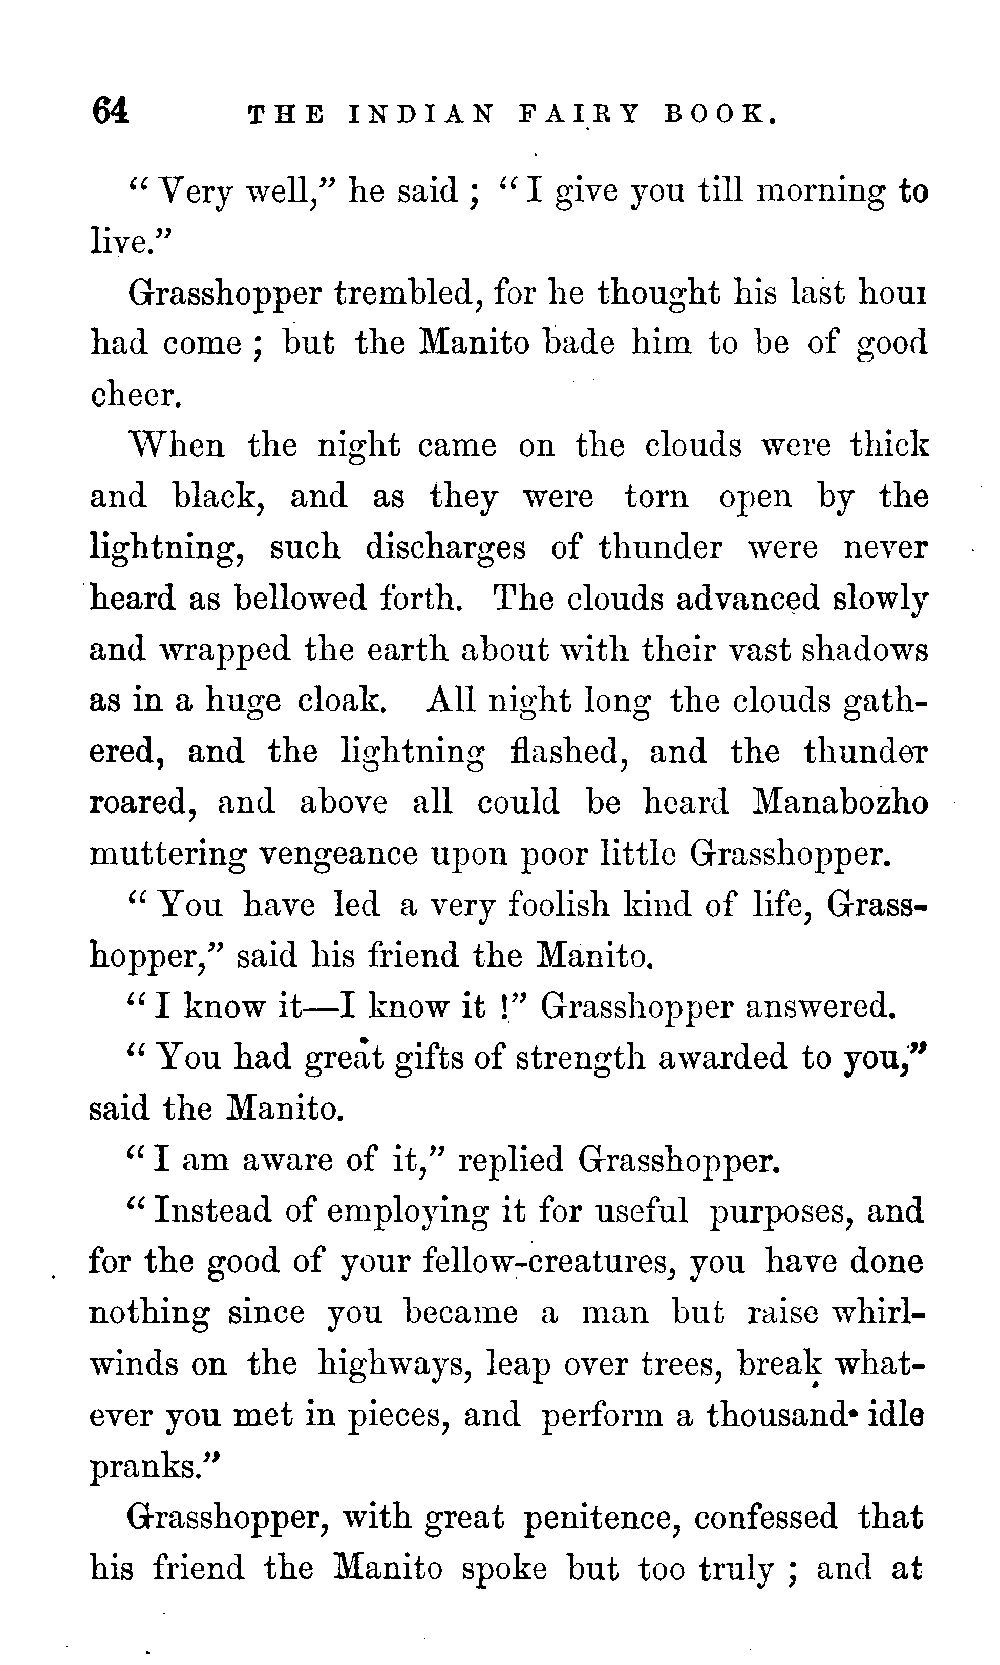 64 THE INDIAN FAIRY BOOK.
“ Very well,” he said ; “ I give you till morning to
live.”
Grasshopper trembled, for he thought his last hour
had come ; but the Manito bade him to be of good
cheer.
When the night came on the clouds were thick
and black, and as they were torn open by the
lightning, such discharges of thunder were never
heard as bellowed forth. The clouds advanced slowly
and wrapped the earth about with their vast shadows
as in a huge cloak. All night long the clouds gath-
ered, and the lightning flashed, and the thunder
roared, and above all could be heard Manabozho
muttering vengeance upon poor little Grasshopper.
“ You have led a very foolish kind of life, Grass-
hopper,” said his friend the Manito.
“ I know it—I know it !” Grasshopper answered.
“ You had great gifts of strength awarded to you,”
said the Manito.
“ I am aware of it,” replied Grasshopper.
“ Instead of employing it for useful purposes, and
for the good of your fellow-creatures, you have done
nothing since you became a man but raise whirl-
winds on the highways, leap over trees, break what-
ever you met in pieces, and perform a thousand idle
pranks.”
Grasshopper, with great penitence, confessed that
his friend the Manito spoke but too truly ; and at